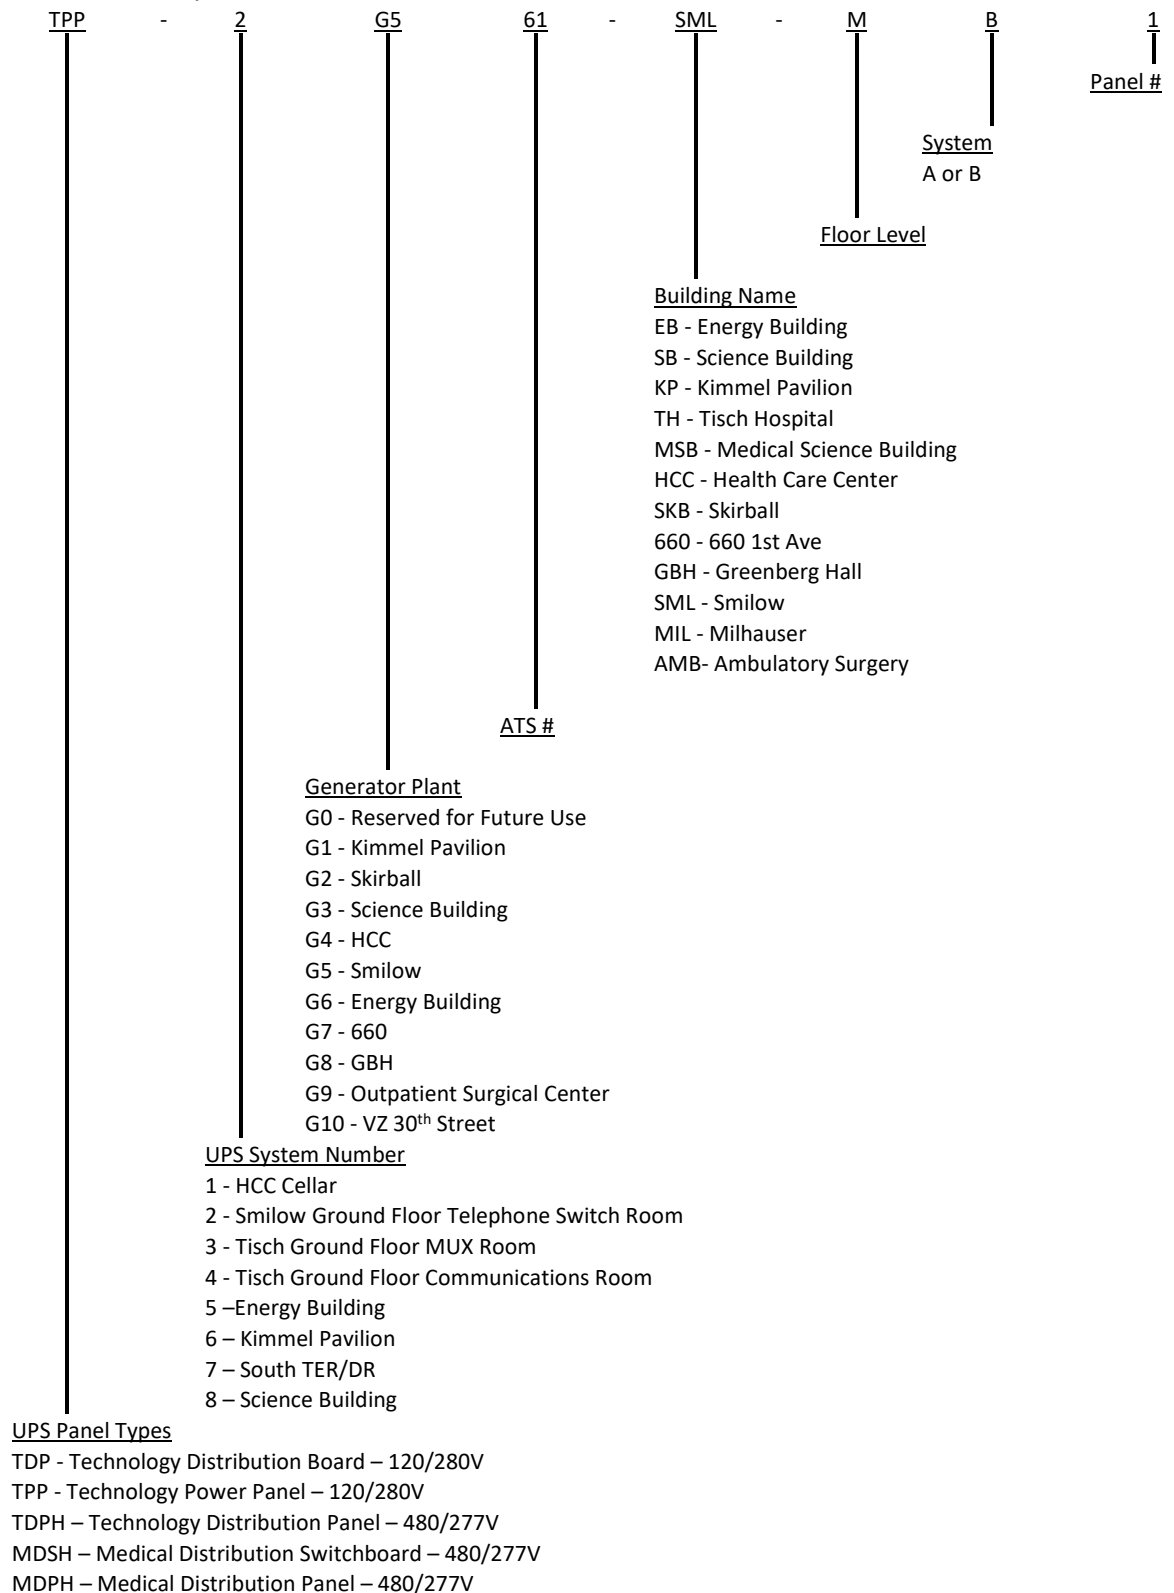 TPP - 2 G5 61 - SML - M B 1
Panel #
System
A or B
Floor Level
Building Name
EB - Energy Building
SB - Science Building
KP - Kimmel Pavilion
TH - Tisch Hospital
MSB - Medical Science Building
HCC - Health Care Center
SKB - Skirball
660 - 660 1st Ave
GBH - Greenberg Hall
SML - Smilow
MIL - Milhauser
AMB- Ambulatory Surgery
ATS #
Generator Plant
G0 - Reserved for Future Use
G1 - Kimmel Pavilion
G2 - Skirball
G3 - Science Building
G4 - HCC
G5 - Smilow
G6 - Energy Building
G7 - 660
G8 - GBH
G9 - Outpatient Surgical Center
G10 - VZ 30th Street
UPS System Number
1 - HCC Cellar
2 - Smilow Ground Floor Telephone Switch Room
3 - Tisch Ground Floor MUX Room
4 - Tisch Ground Floor Communications Room
5 –Energy Building
6 – Kimmel Pavilion
7 – South TER/DR
8 – Science Building
UPS Panel Types
TDP - Technology Distribution Board – 120/280V
TPP - Technology Power Panel – 120/280V
TDPH – Technology Distribution Panel – 480/277V
MDSH – Medical Distribution Switchboard – 480/277V
MDPH – Medical Distribution Panel – 480/277V